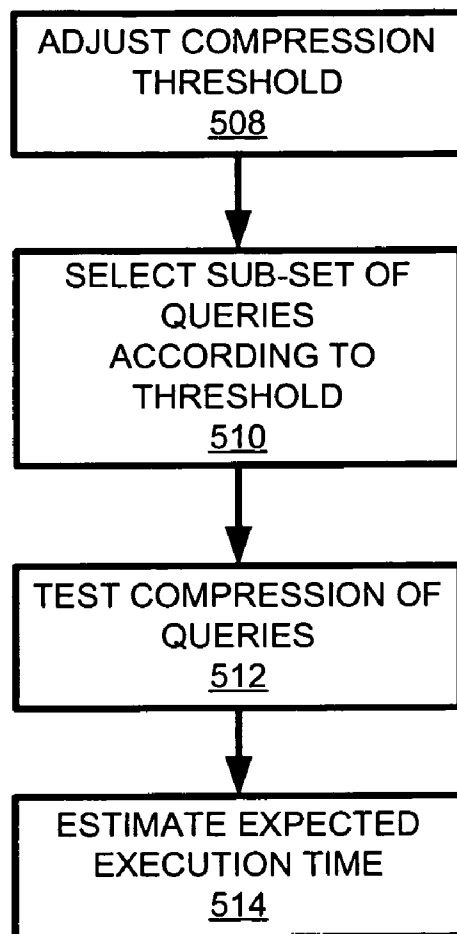 ADJUST COMPRESSION
THRESHOLD
508
SELECT SUB-SET OF
QUERIES
ACCORDING TO
THRESHOLD
510
TEST COMPRESSION OF
QUERIES
512
ESTIMATE EXPECTED
EXECUTION TIME
514